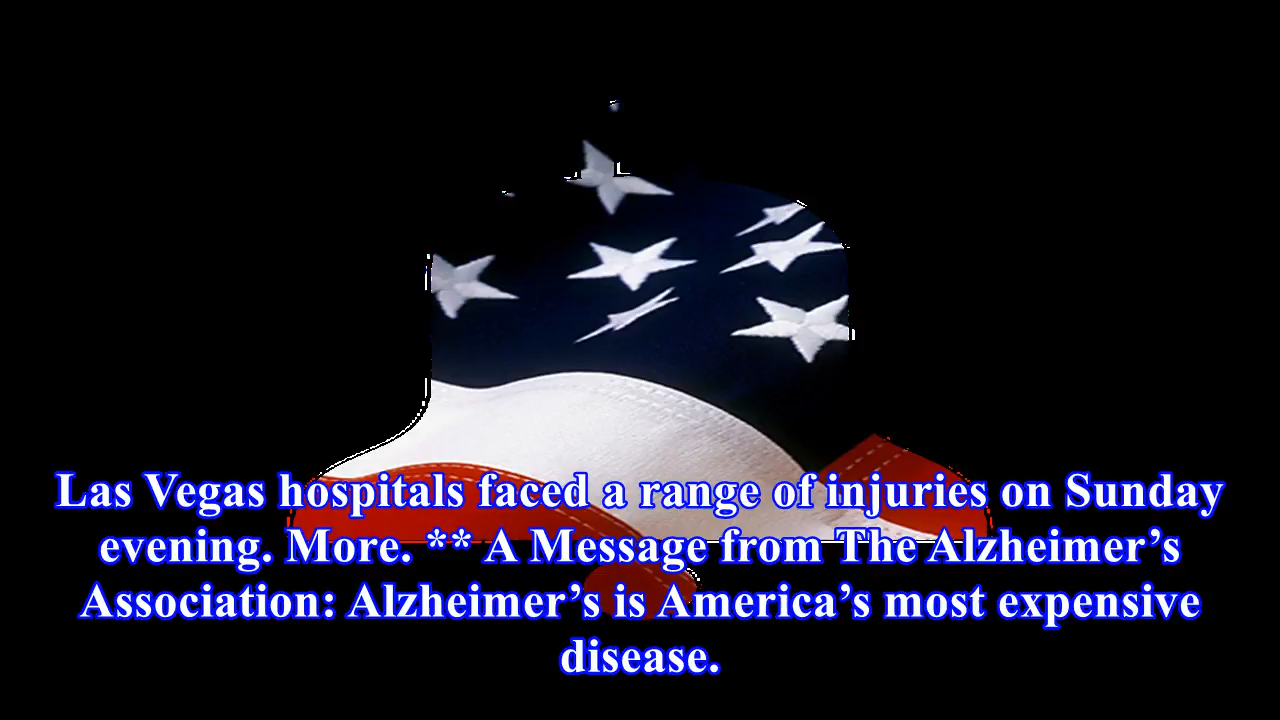 Las Vegas hospitals faced a range of injuries on Sunday
evening. More. ** A Message from The Alzheimer’s
Association: Alzheimer’s is America’s most expensive
disease.